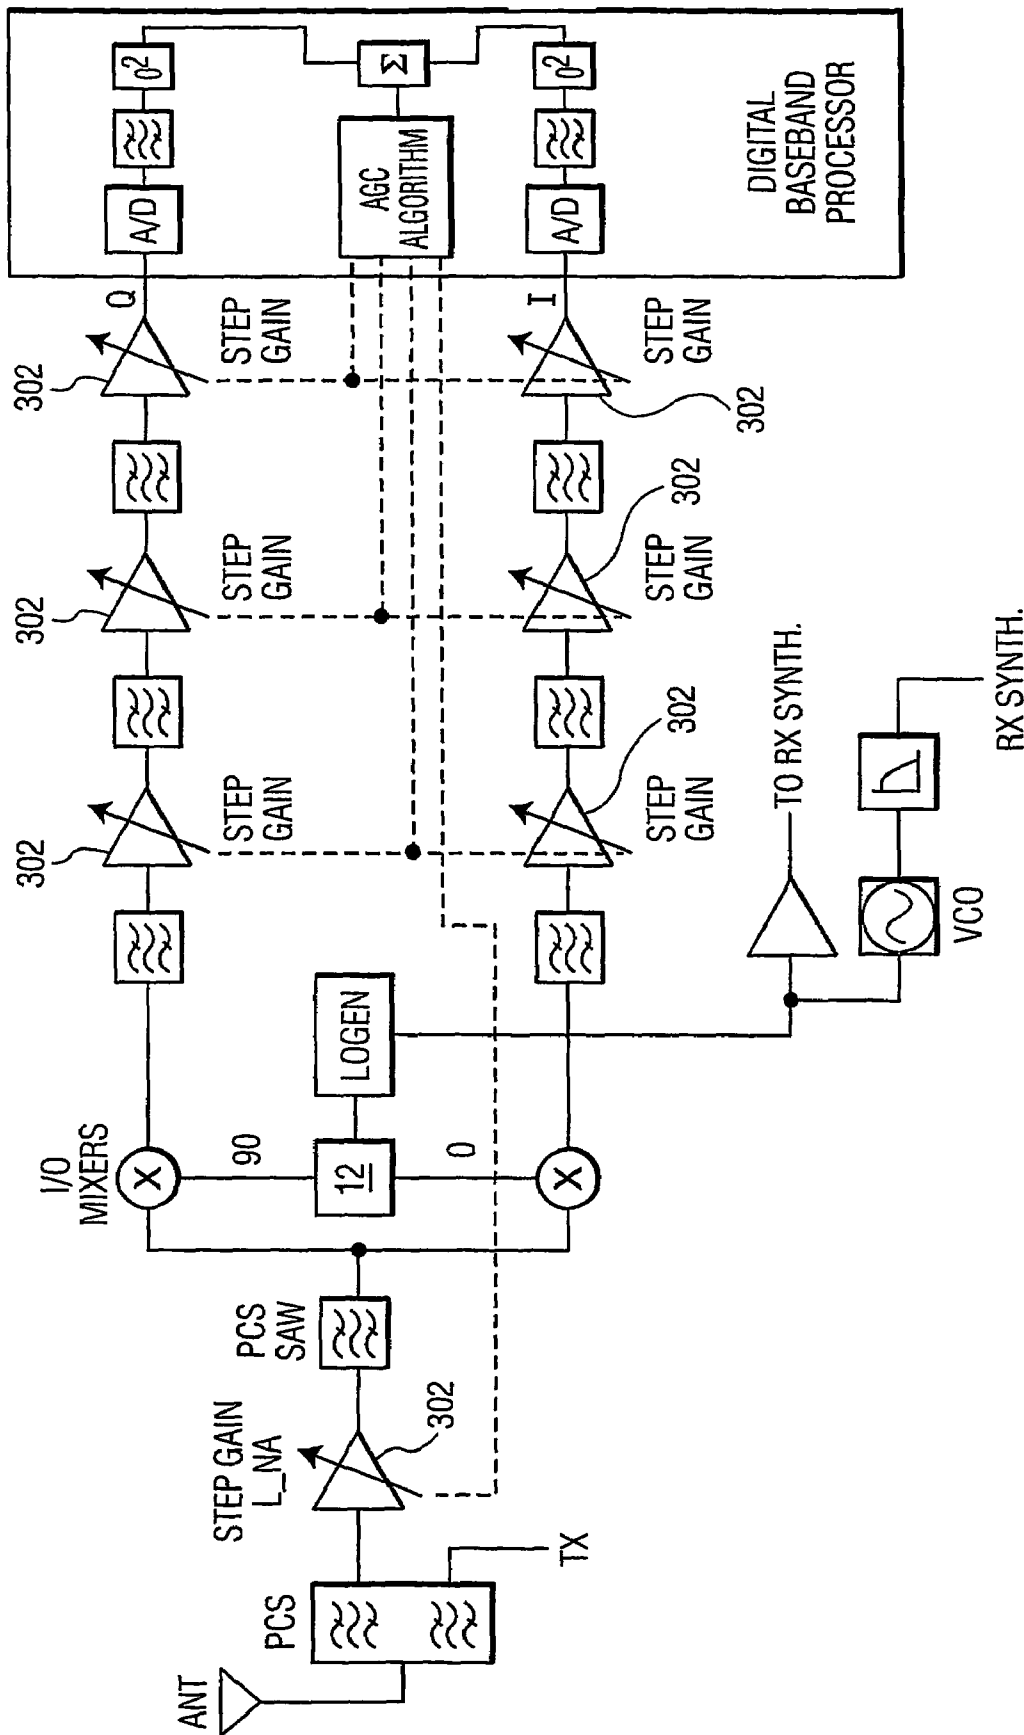 ANT
PCS
TX
STEP GAIN
L_NA
302
PCS
SAW
I/O
MIXERS
X
90
12
0
X
LOGEN
302
STEP
GAIN
302
STEP
GAIN
302
STEP
GAIN
Q
STEP
GAIN
302
STEP
GAIN
302
STEP
GAIN
302
I
A/D
0²
Σ
AGC
ALGORITHM
A/D
0²
DIGITAL
BASEBAND
PROCESSOR
TO RX SYNTH.
VCO
RX SYNTH.